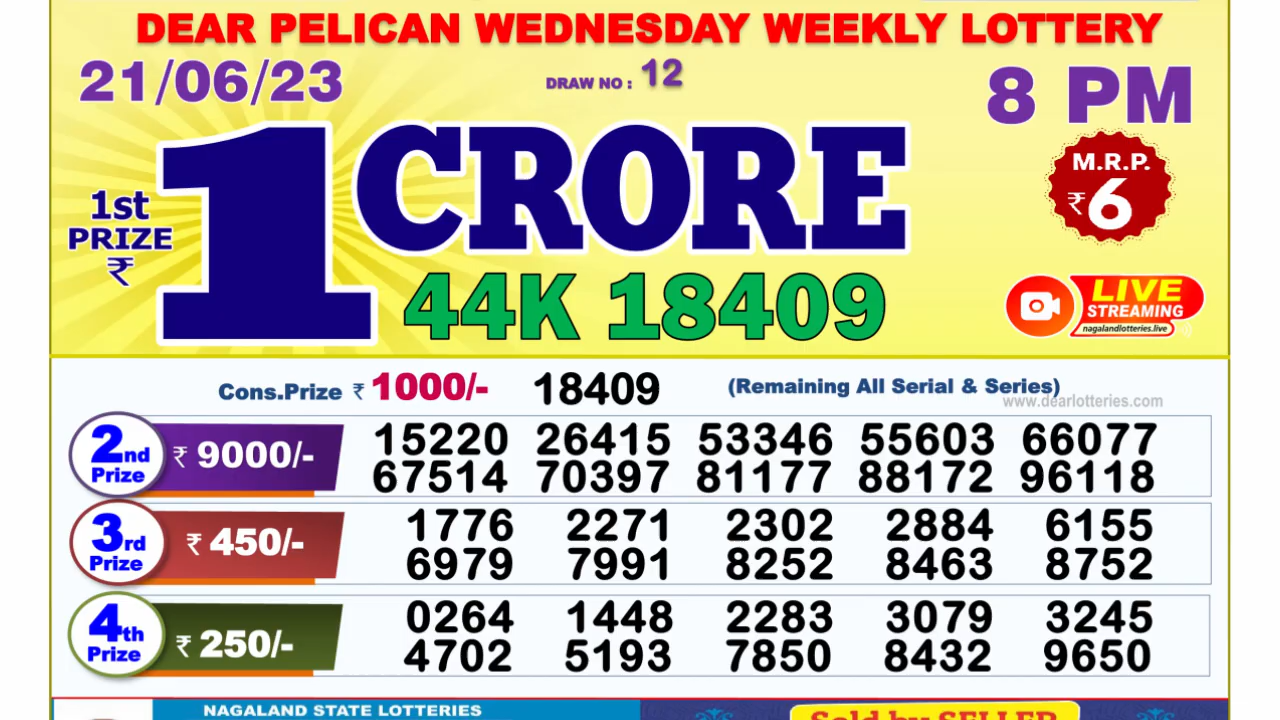 DEAR PELICAN WEDNESDAY WEEKLY LOTTERY
21/06/23
DRAW NO : 12
8 PM
1st
PRIZE
₹
1 CRORE
M.R.P.
₹ 6
44K 18409
LIVE
STREAMING
nagalandlotteries.live
Cons.Prize ₹ 1000/- 18409 (Remaining All Serial & Series)
www.dearlotteries.com
2nd Prize ₹ 9000/-
15220 26415 53346 55603 66077
67514 70397 81177 88172 96118
3rd Prize ₹ 450/-
1776 2271 2302 2884 6155
6979 7991 8252 8463 8752
4th Prize ₹ 250/-
0264 1448 2283 3079 3245
4702 5193 7850 8432 9650
NAGALAND STATE LOTTERIES
Sold by SELLER